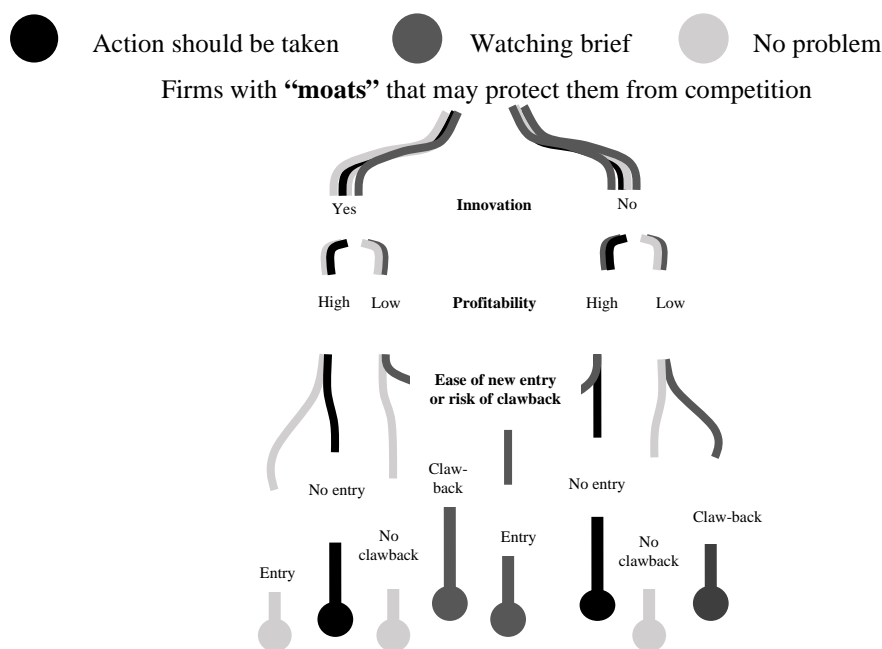 Action should be taken Watching brief No problem
Firms with “moats” that may protect them from competition
Yes Innovation No
High Low Profitability High Low
Ease of new entry
or risk of clawback
No entry
Claw-
back
No entry
Claw-back
No
clawback
Entry
No
clawback
Entry